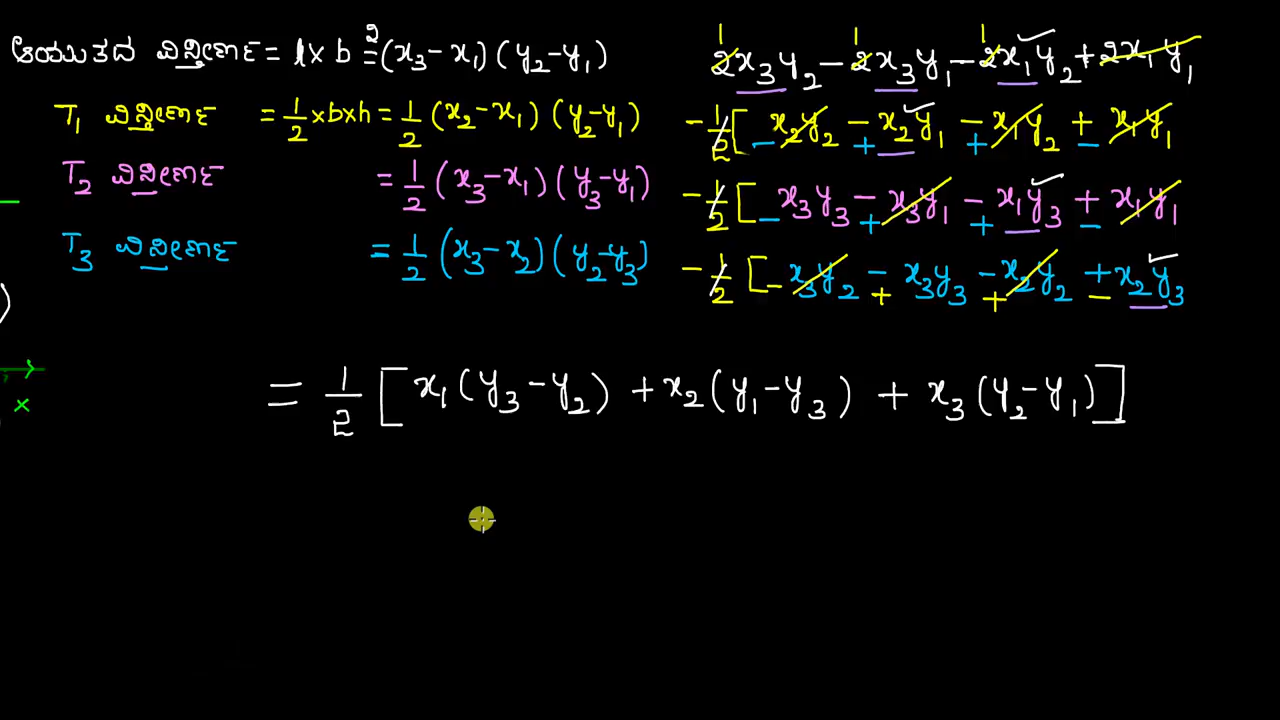 ಆಯತದ ವಿಸ್ತೀರ್ಣ = l x b = (x₃ - x₁) (y₂ - y₁)
2x₃y₂ - 2x₃y₁ - 2x₁y₂ + 2x₁y₁
T₁ ವಿಸ್ತೀರ್ಣ = 1/2 x b x h = 1/2 (x₂ - x₁) (y₂ - y₁)
- 1/2 [ x₂y₂ - x₂y₁ - x₁y₂ + x₁y₁
T₂ ವಿಸ್ತೀರ್ಣ = 1/2 (x₃ - x₁) (y₃ - y₁)
- 1/2 [ x₃y₃ - x₃y₁ - x₁y₃ + x₁y₁
T₃ ವಿಸ್ತೀರ್ಣ = 1/2 (x₃ - x₂) (y₂ - y₃)
- 1/2 [ x₃y₂ - x₃y₃ - x₂y₂ + x₂y₃
= 1/2 [ x₁ (y₃ - y₂) + x₂ (y₁ - y₃) + x₃ (y₂ - y₁) ]
x